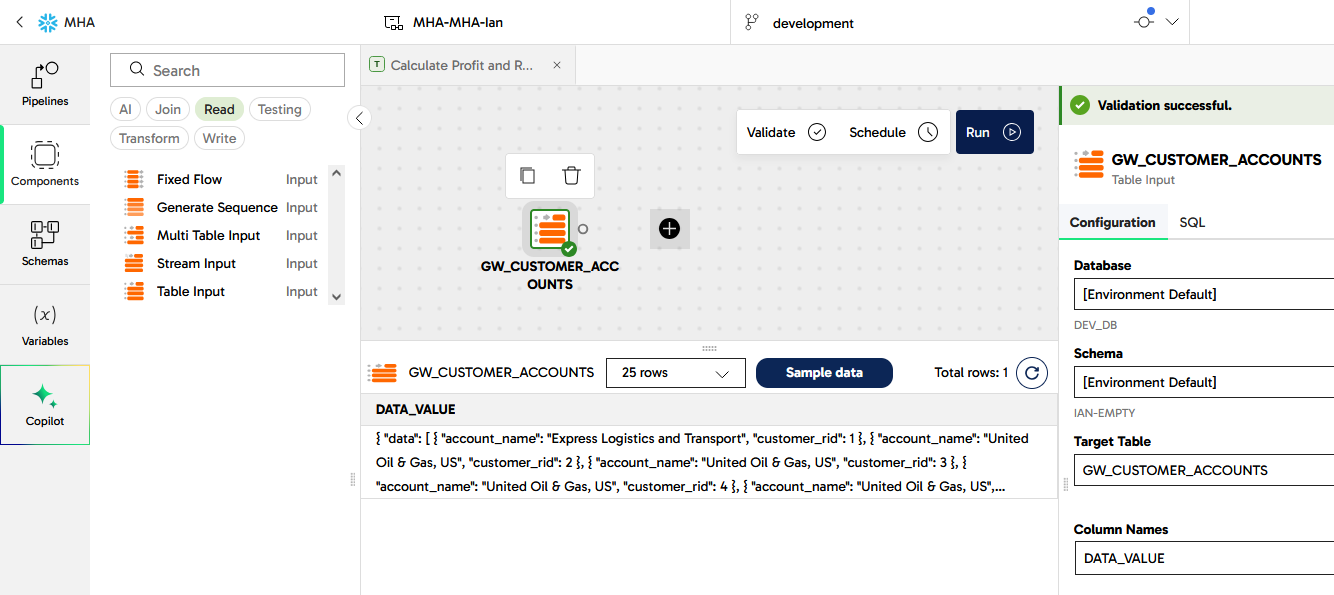 MHA
MHA-MHA-Ian
development
Pipelines
Components
Schemas
(x)
Variables
Copilot
Search
AI
Join
Read
Testing
Transform
Write
Fixed Flow Input
Generate Sequence Input
Multi Table Input Input
Stream Input Input
Table Input Input
T Calculate Profit and R...
Validate
Schedule
Run
GW_CUSTOMER_ACC
OUNTS
GW_CUSTOMER_ACCOUNTS
25 rows
Sample data
Total rows: 1
DATA_VALUE
{ "data": [ { "account_name": "Express Logistics and Transport", "customer_rid": 1 }, { "account_name": "United
Oil & Gas, US", "customer_rid": 2 }, { "account_name": "United Oil & Gas, US", "customer_rid": 3 }, {
"account_name": "United Oil & Gas, US", "customer_rid": 4 }, { "account_name": "United Oil & Gas, US",...
Validation successful.
GW_CUSTOMER_ACCOUNTS
Table Input
Configuration
SQL
Database
[Environment Default]
DEV_DB
Schema
[Environment Default]
IAN-EMPTY
Target Table
GW_CUSTOMER_ACCOUNTS
Column Names
DATA_VALUE